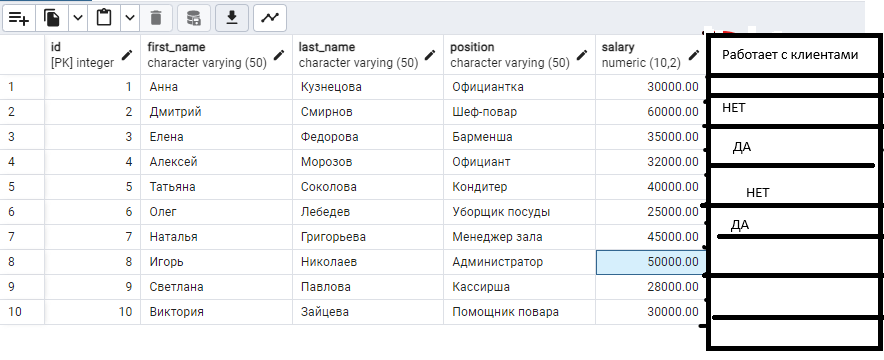 id first_name last_name position salary Работает с клиентами
[PK] integer character varying (50) character varying (50) character varying (50) numeric (10,2)
1 1 Анна Кузнецова Официантка 30000.00
2 2 Дмитрий Смирнов Шеф-повар 60000.00 НЕТ
3 3 Елена Федорова Барменша 35000.00 ДА
4 4 Алексей Морозов Официант 32000.00
5 5 Татьяна Соколова Кондитер 40000.00 НЕТ
6 6 Олег Лебедев Уборщик посуды 25000.00 ДА
7 7 Наталья Григорьева Менеджер зала 45000.00
8 8 Игорь Николаев Администратор 50000.00
9 9 Светлана Павлова Кассирша 28000.00
10 10 Виктория Зайцева Помощник повара 30000.00